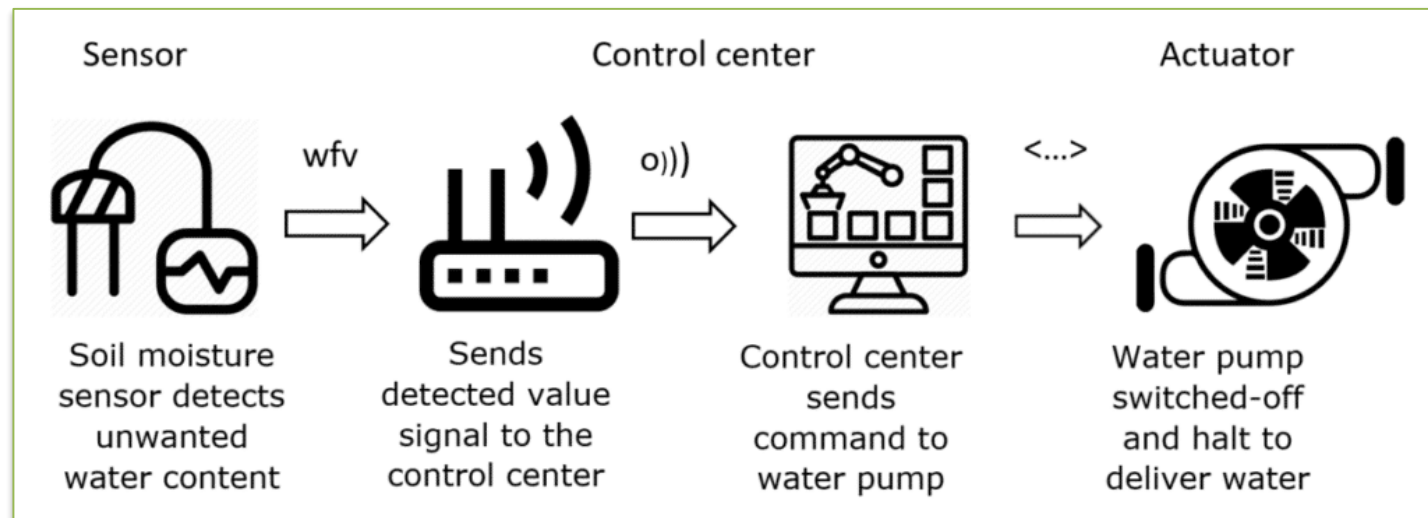 Sensor
Control center
Actuator
wfv
o)))
<...>
Soil moisture
sensor detects
unwanted
water content
Sends
detected value
signal to the
control center
Control center
sends
command to
water pump
Water pump
switched-off
and halt to
deliver water